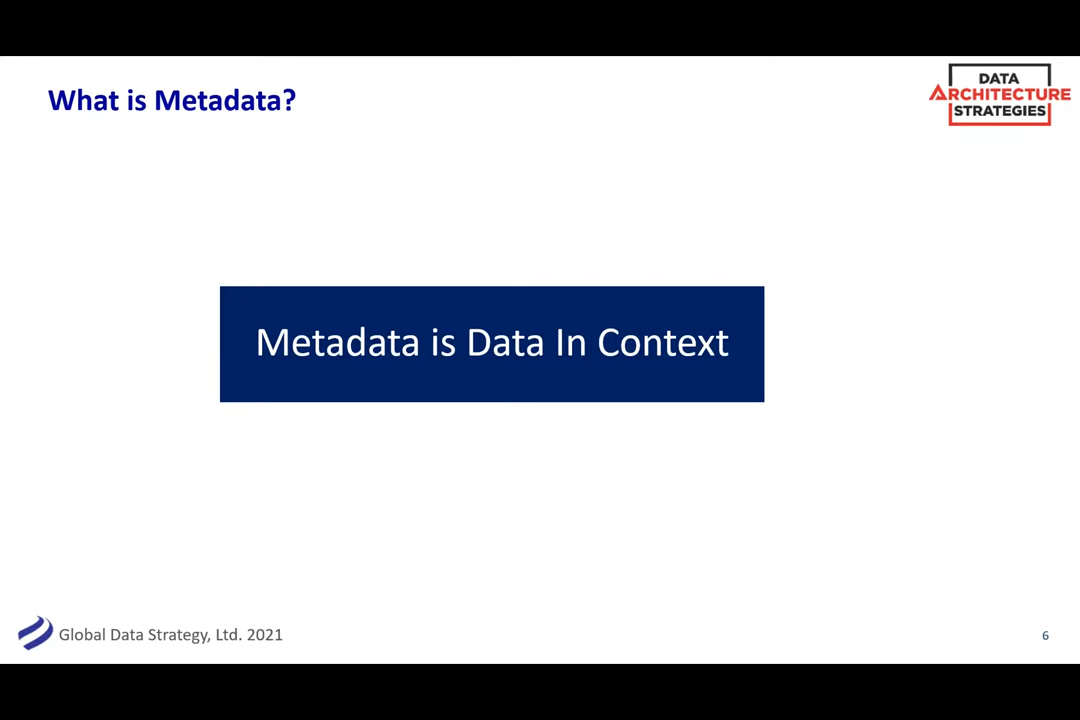 What is Metadata?
DATA
ARCHITECTURE
STRATEGIES
Metadata is Data In Context
Global Data Strategy, Ltd. 2021
6